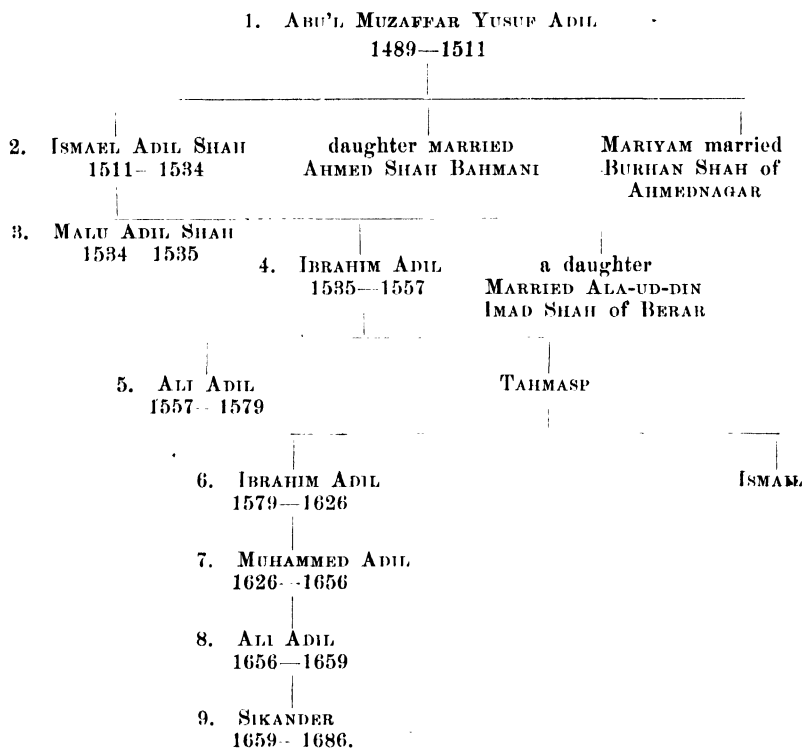 1. ABU'L MUZAFFAR YUSUF ADIL
1489—1511
2. ISMAEL ADIL SHAH
1511– 1534
daughter MARRIED
AHMED SHAH BAHMANI
MARIYAM married
BURHAN SHAH of
AHMEDNAGAR
3. MALU ADIL SHAH
1534 1535
4. IBRAHIM ADIL
1535—1557
a daughter
MARRIED ALA-UD-DIN
IMAD SHAH of BERAR
5. ALI ADIL
1557– 1579
TAHMASP
6. IBRAHIM ADIL
1579—1626
ISMAIL
7. MUHAMMED ADIL
1626–1656
8. ALI ADIL
1656—1659
9. SIKANDER
1659– 1686.